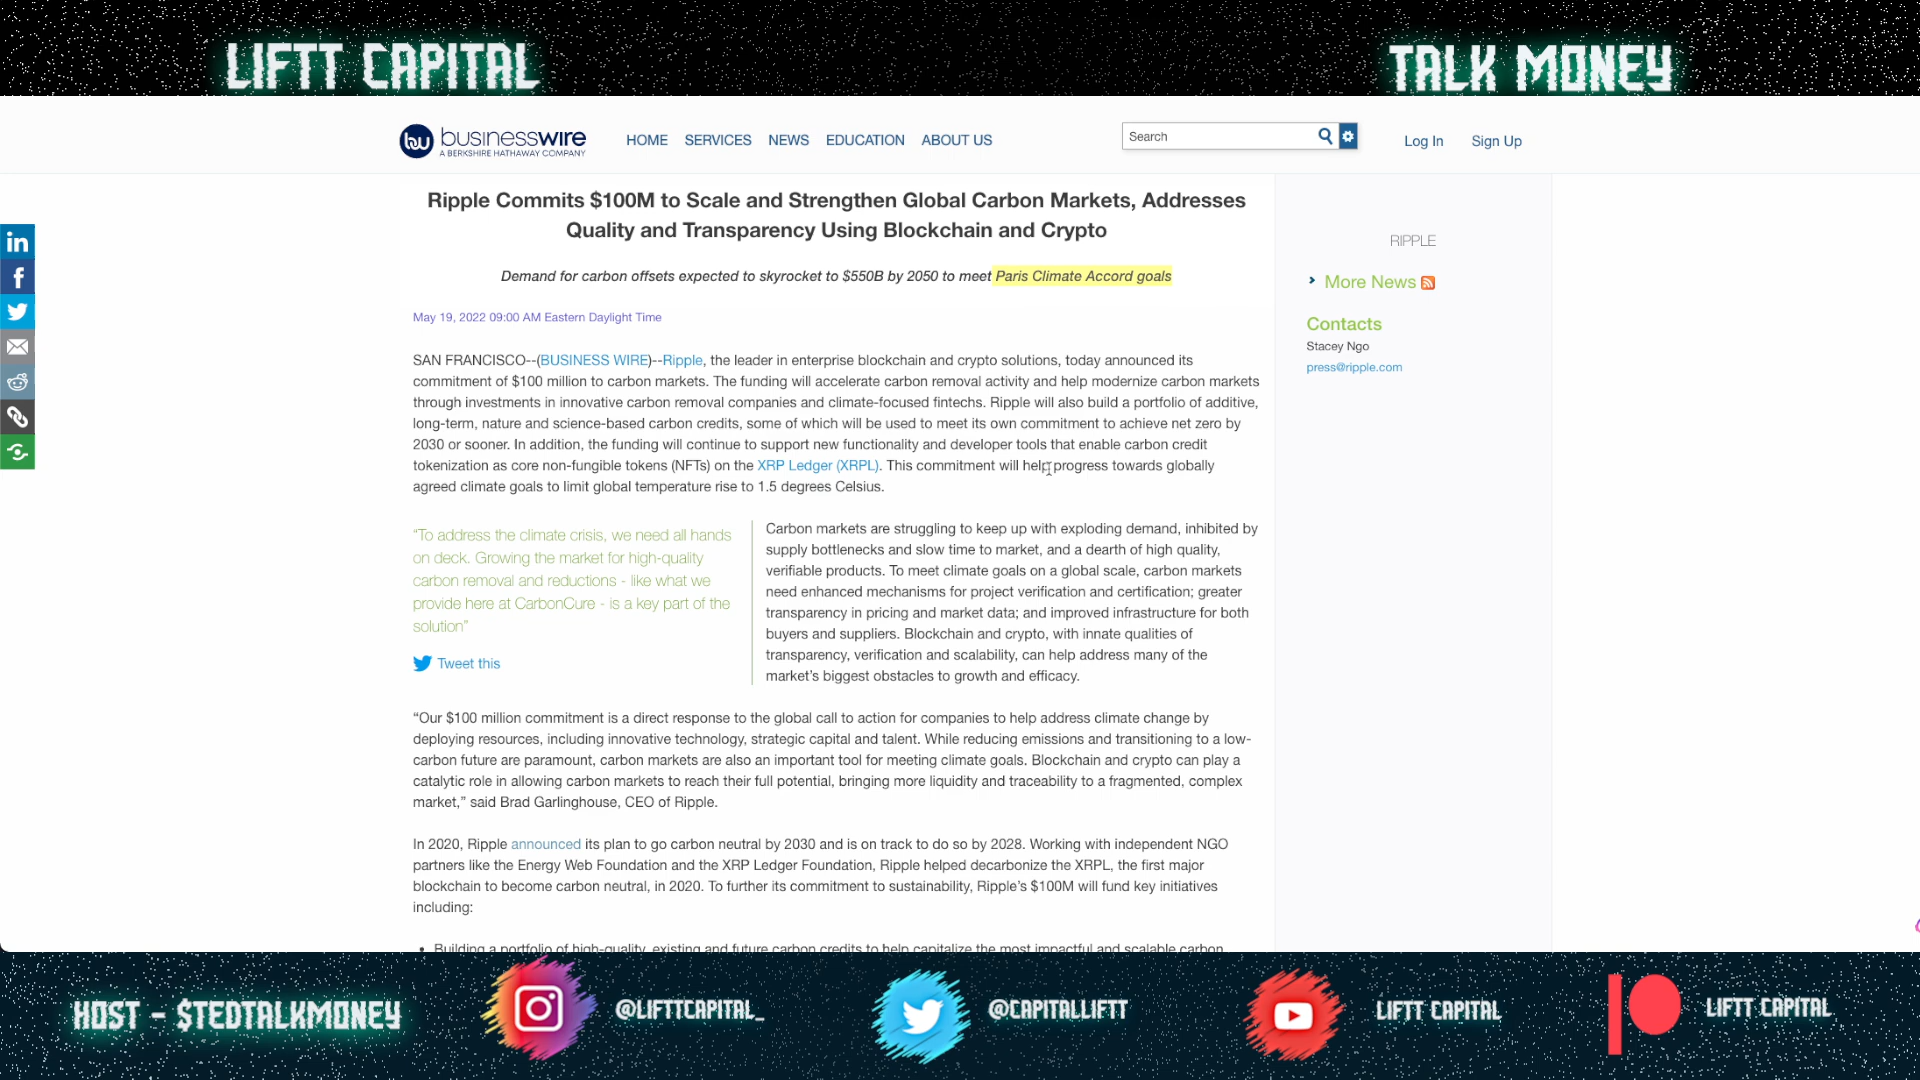 LIFTT CAPITAL
TALK MONEY
bu businesswire
A BERKSHIRE HATHAWAY COMPANY
HOME SERVICES NEWS EDUCATION ABOUT US
Search
Log In Sign Up
Ripple Commits $100M to Scale and Strengthen Global Carbon Markets, Addresses
Quality and Transparency Using Blockchain and Crypto
Demand for carbon offsets expected to skyrocket to $550B by 2050 to meet Paris Climate Accord goals
May 19, 2022 09:00 AM Eastern Daylight Time
SAN FRANCISCO--(BUSINESS WIRE)--Ripple, the leader in enterprise blockchain and crypto solutions, today announced its
commitment of $100 million to carbon markets. The funding will accelerate carbon removal activity and help modernize carbon markets
through investments in innovative carbon removal companies and climate-focused fintechs. Ripple will also build a portfolio of additive,
long-term, nature and science-based carbon credits, some of which will be used to meet its own commitment to achieve net zero by
2030 or sooner. In addition, the funding will continue to support new functionality and developer tools that enable carbon credit
tokenization as core non-fungible tokens (NFTs) on the XRP Ledger (XRPL). This commitment will help progress towards globally
agreed climate goals to limit global temperature rise to 1.5 degrees Celsius.
“To address the climate crisis, we need all hands
on deck. Growing the market for high-quality
carbon removal and reductions - like what we
provide here at CarbonCure - is a key part of the
solution”
Tweet this
Carbon markets are struggling to keep up with exploding demand, inhibited by
supply bottlenecks and slow time to market, and a dearth of high quality,
verifiable products. To meet climate goals on a global scale, carbon markets
need enhanced mechanisms for project verification and certification; greater
transparency in pricing and market data; and improved infrastructure for both
buyers and suppliers. Blockchain and crypto, with innate qualities of
transparency, verification and scalability, can help address many of the
market’s biggest obstacles to growth and efficacy.
“Our $100 million commitment is a direct response to the global call to action for companies to help address climate change by
deploying resources, including innovative technology, strategic capital and talent. While reducing emissions and transitioning to a low-
carbon future are paramount, carbon markets are also an important tool for meeting climate goals. Blockchain and crypto can play a
catalytic role in allowing carbon markets to reach their full potential, bringing more liquidity and traceability to a fragmented, complex
market,” said Brad Garlinghouse, CEO of Ripple.
In 2020, Ripple announced its plan to go carbon neutral by 2030 and is on track to do so by 2028. Working with independent NGO
partners like the Energy Web Foundation and the XRP Ledger Foundation, Ripple helped decarbonize the XRPL, the first major
blockchain to become carbon neutral, in 2020. To further its commitment to sustainability, Ripple’s $100M will fund key initiatives
including:
• Building a portfolio of high-quality, existing and future carbon credits to help capitalize the most impactful and scalable carbon
RIPPLE
More News
Contacts
Stacey Ngo
press@ripple.com
HOST - $TEDTALKMONEY
@LIFTTCAPITAL_
@CAPITALLIFTT
LIFTT CAPITAL
LIFTT CAPITAL